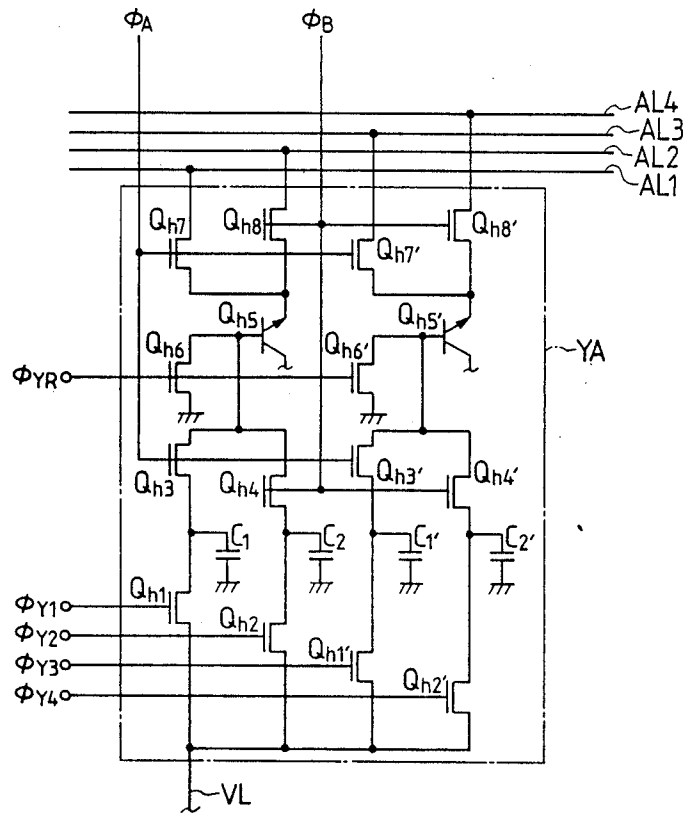 ΦA ΦB
AL4
AL3
AL2
AL1
Qh7 Qh8 Qh7' Qh8'
Qh5 Qh5'
Qh6 Qh6' YA
ΦYR
Qh3 Qh4 Qh3' Qh4'
C1 C2 C1' C2'
Qh1
ΦY1
Qh2
ΦY2
Qh1'
ΦY3
Qh2'
ΦY4
VL